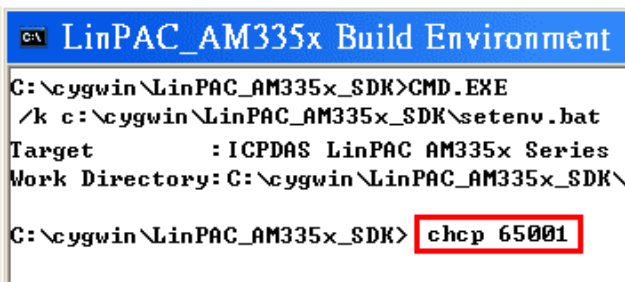 LinPAC_AM335x Build Environment
C:\cygwin\LinPAC_AM335x_SDK>CMD.EXE
/k c:\cygwin\LinPAC_AM335x_SDK\setenv.bat
Target :ICPDAS LinPAC AM335x Series
Work Directory:C:\cygwin\LinPAC_AM335x_SDK\
C:\cygwin\LinPAC_AM335x_SDK> chcp 65001